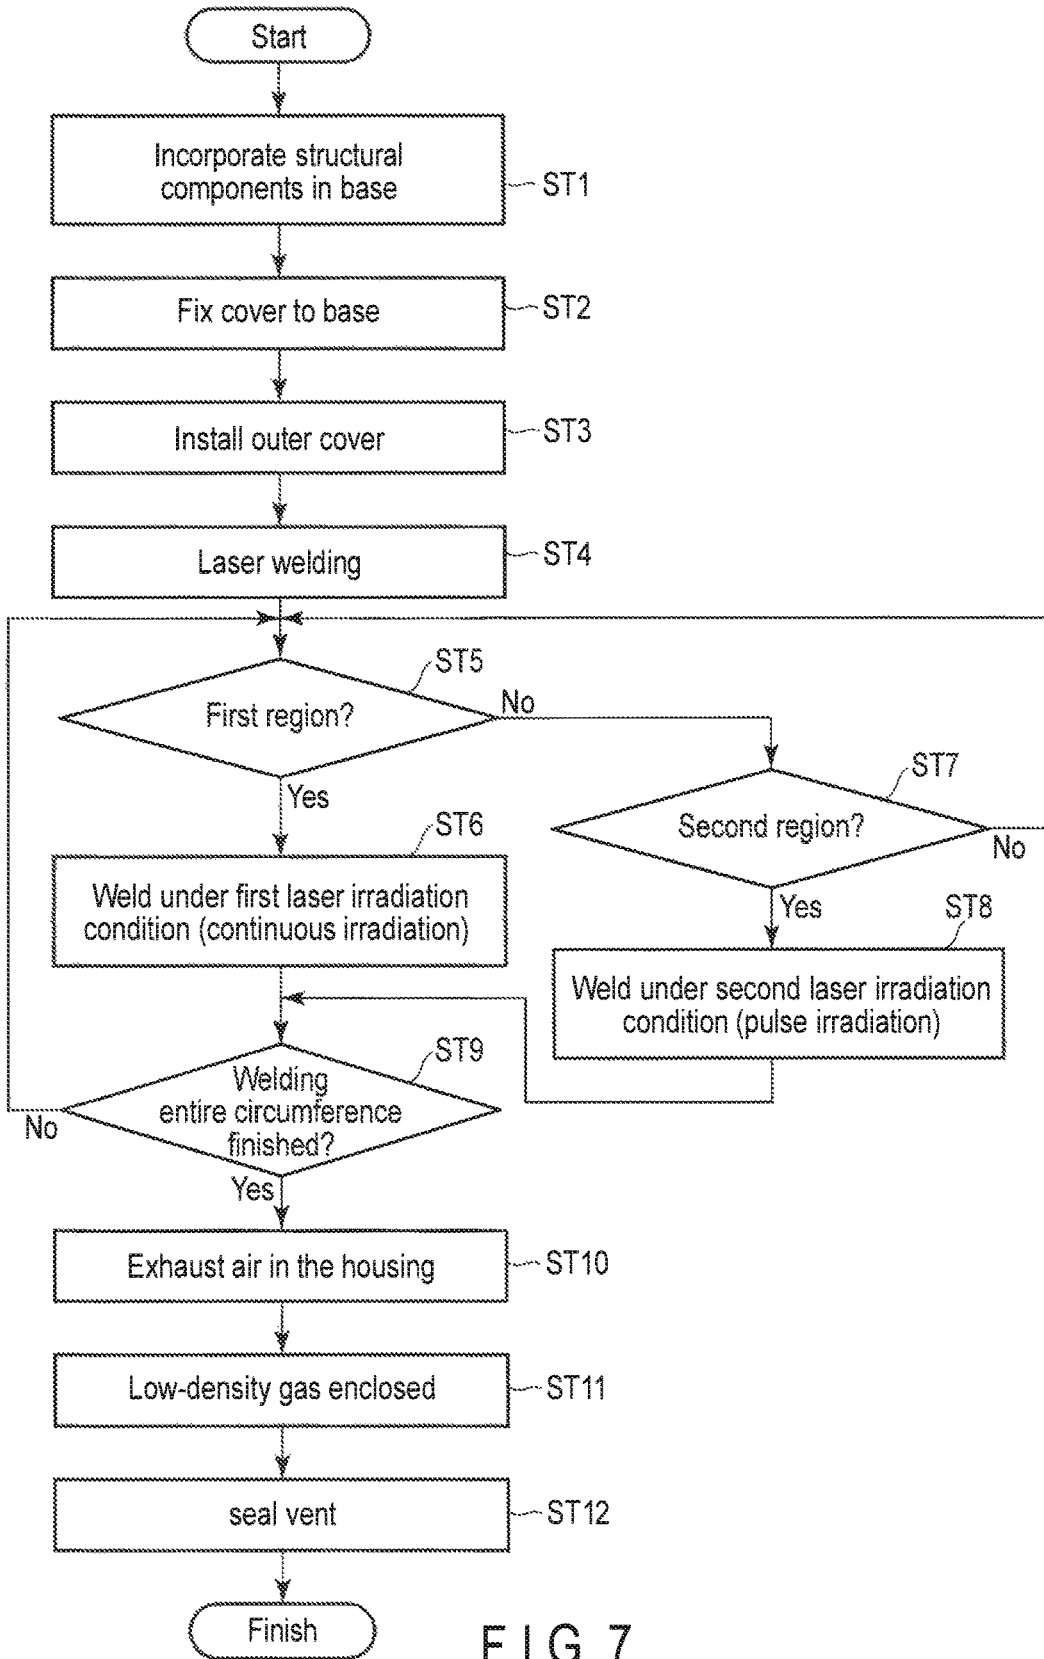 Start
Incorporate structural
components in base
ST1
Fix cover to base
ST2
Install outer cover
ST3
Laser welding
ST4
First region?
ST5
No
Yes
Second region?
ST7
No
Yes
Weld under first laser irradiation
condition (continuous irradiation)
ST6
Weld under second laser irradiation
condition (pulse irradiation)
ST8
Welding
entire circumference
finished?
ST9
No
Yes
Exhaust air in the housing
ST10
Low-density gas enclosed
ST11
seal vent
ST12
Finish
FIG. 7